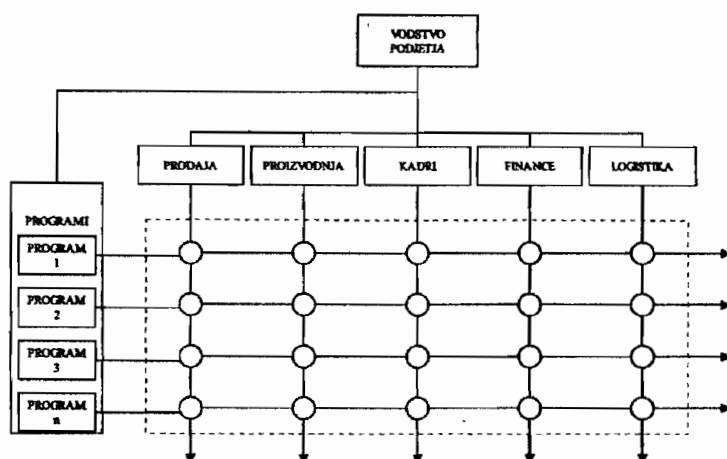 VODSTVO
PODJETJA
PRODAJA
PROIZVODNJA
KADRI
FINANCE
LOGISTIKA
PROGRAMI
PROGRAM
1
PROGRAM
2
PROGRAM
3
PROGRAM
n